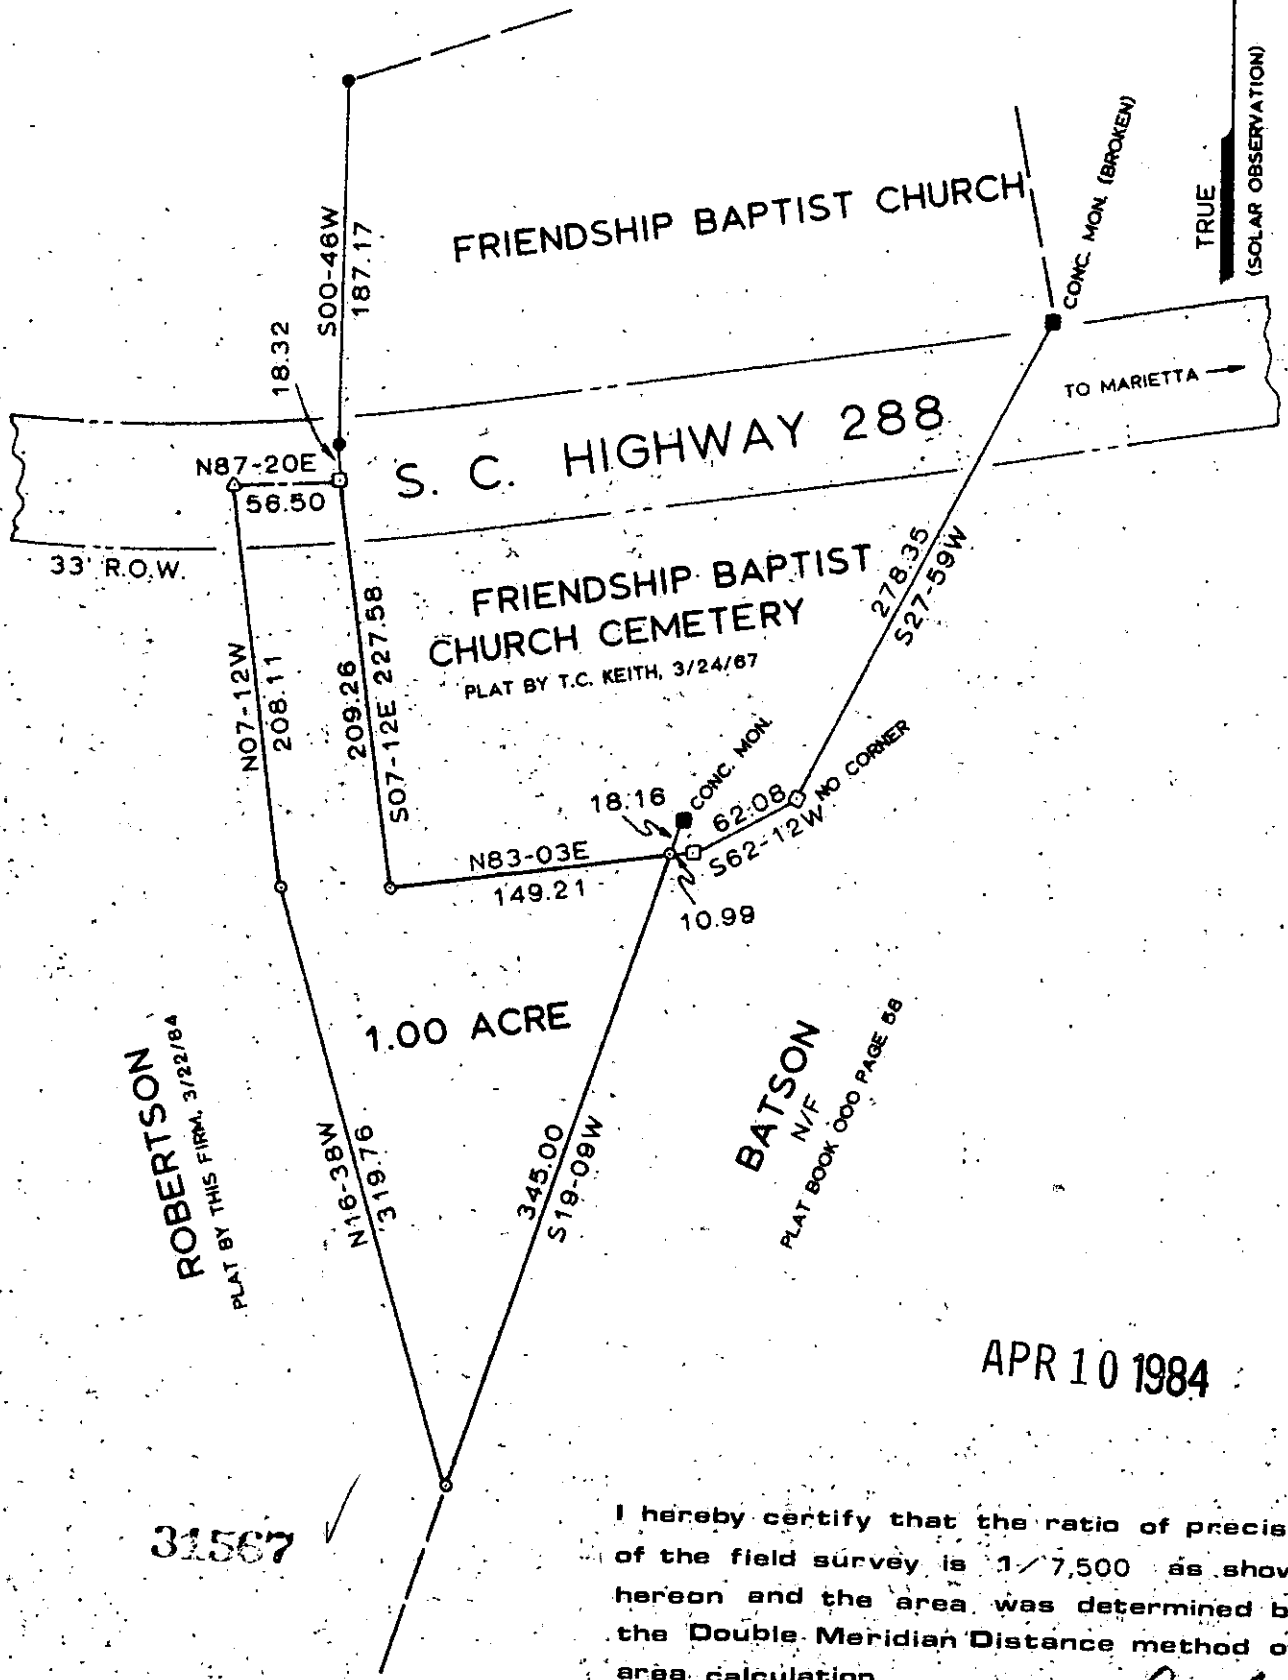 TRUE
(SOLAR OBSERVATION)
CONC. MON. (BROKEN)
FRIENDSHIP BAPTIST CHURCH
S00-46W
187.17
18.32
TO MARIETTA
S. C. HIGHWAY 288
N87-20E
56.50
33' R.O.W.
FRIENDSHIP BAPTIST
CHURCH CEMETERY
PLAT BY T.C. KEITH, 3/24/67
278.35
S27-59W
N07-12W
208.11
209.26
S07-12E 227.58
CONC. MON.
NO CORNER
18.16
62.08
S62-12W
N83-03E
149.21
10.99
1.00 ACRE
ROBERTSON
PLAT BY THIS FIRM, 3/22/84
BATSON
N/F
PLAT BOOK OOO PAGE 58
N16-38W
319.76
345.00
S19-09W
APR 10 1984
31567
I hereby certify that the ratio of precis
of the field survey is 1/7,500 as show
hereon and the area was determined b
the Double Meridian Distance method o
area calculation